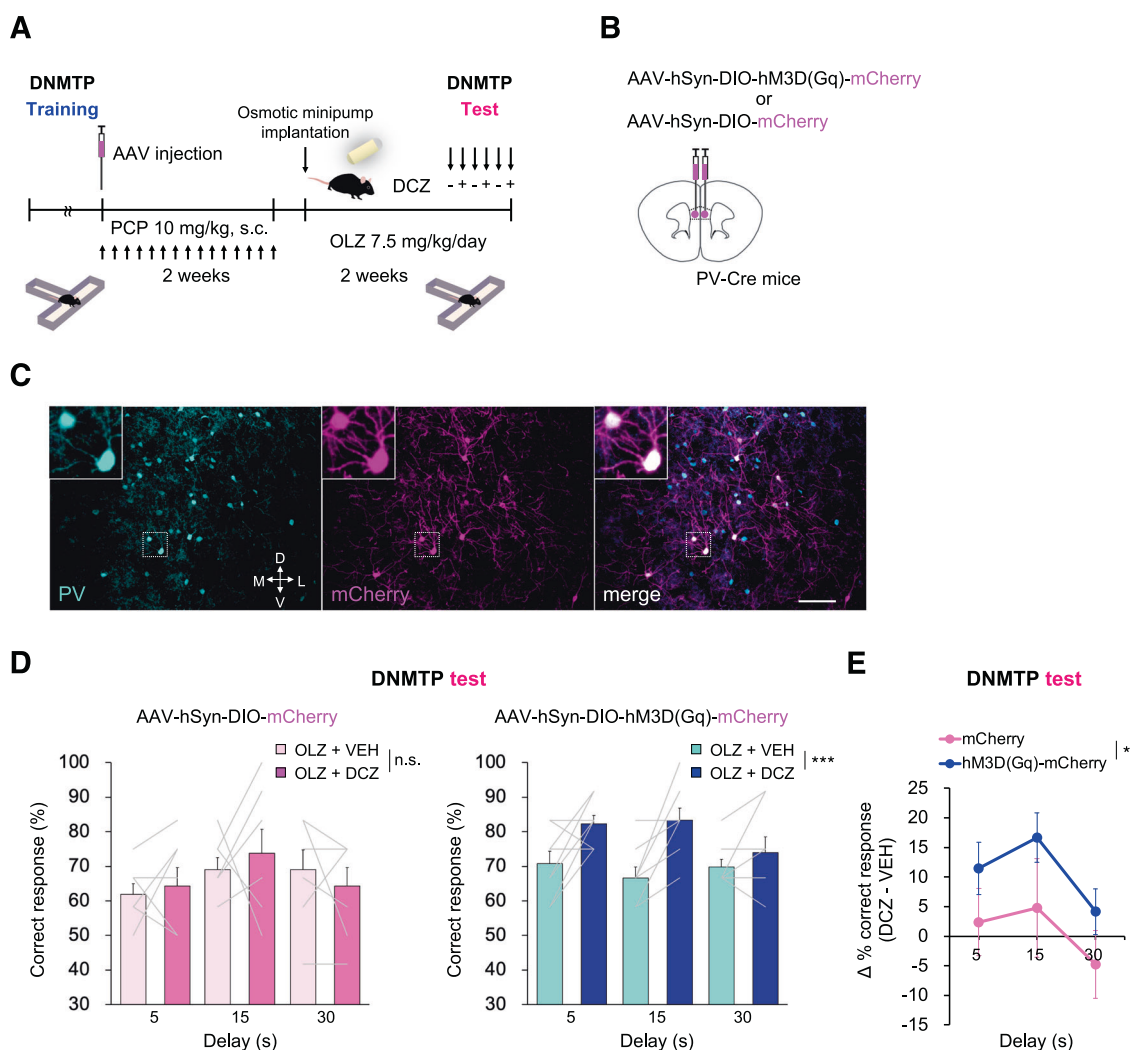 A
DNMTP
Training
AAV injection
Osmotic minipump
implantation
DNMTP
Test
DCZ
- + - + - +
PCP 10 mg/kg, s.c.
2 weeks
OLZ 7.5 mg/kg/day
2 weeks
B
AAV-hSyn-DIO-hM3D(Gq)-mCherry
or
AAV-hSyn-DIO-mCherry
PV-Cre mice
C
PV
D
M L
V
mCherry
merge
D
DNMTP test
AAV-hSyn-DIO-mCherry
OLZ + VEH
OLZ + DCZ
n.s.
Correct response (%)
100
90
80
70
60
50
40
30
5 15 30
Delay (s)
AAV-hSyn-DIO-hM3D(Gq)-mCherry
OLZ + VEH
OLZ + DCZ
***
Correct response (%)
100
90
80
70
60
50
40
30
5 15 30
Delay (s)
E
DNMTP test
mCherry
hM3D(Gq)-mCherry
*
Δ % correct response
(DCZ - VEH)
25
20
15
10
5
0
-5
-10
-15
5 15 30
Delay (s)